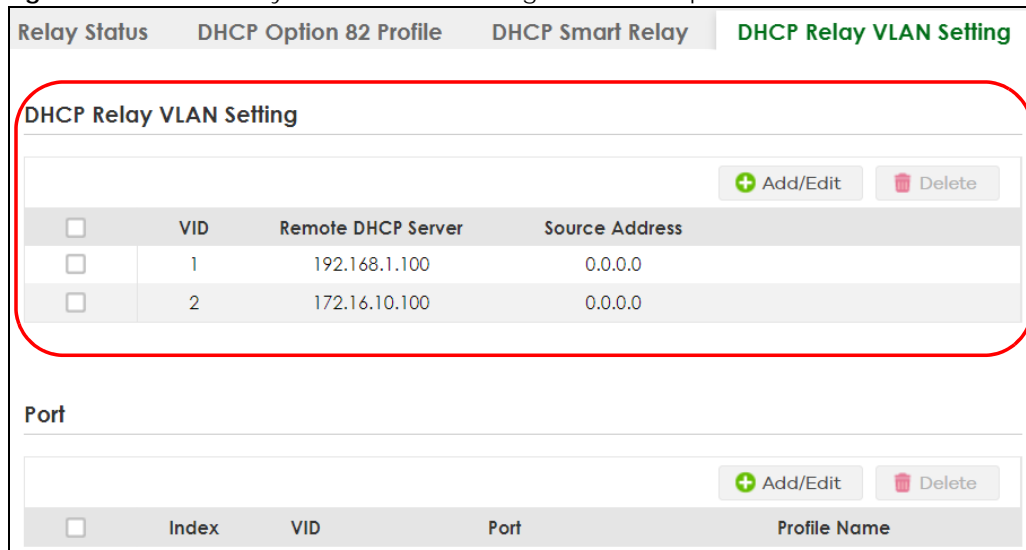 Relay Status DHCP Option 82 Profile DHCP Smart Relay DHCP Relay VLAN Setting
DHCP Relay VLAN Setting
Add/Edit Delete
VID Remote DHCP Server Source Address
1 192.168.1.100 0.0.0.0
2 172.16.10.100 0.0.0.0
Port
Add/Edit Delete
Index VID Port Profile Name